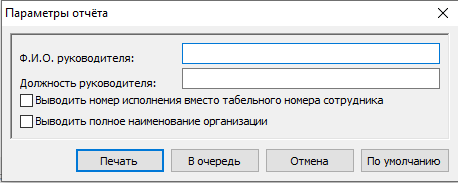 Параметры отчёта
Ф.И.О. руководителя:
Должность руководителя:
Выводить номер исполнения вместо табельного номера сотрудника
Выводить полное наименование организации
Печать В очередь Отмена По умолчанию